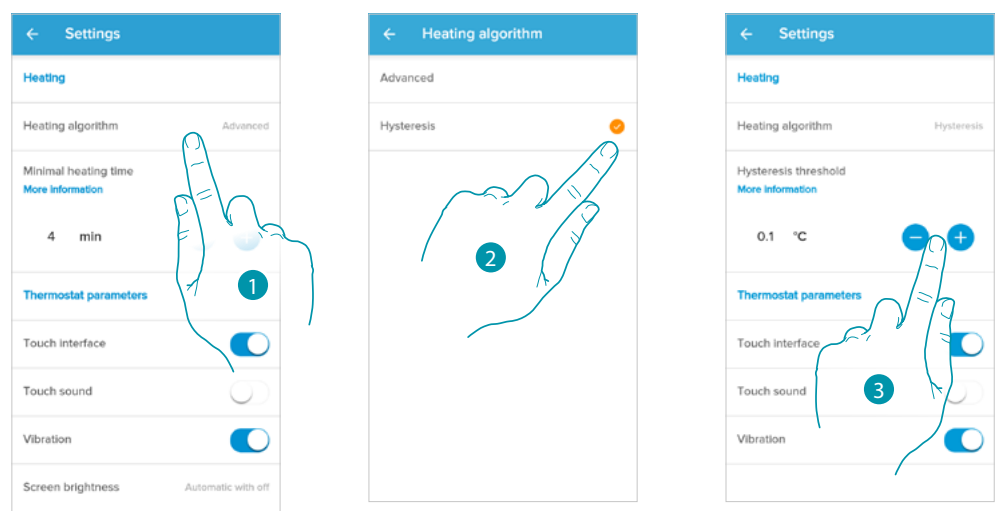 ← Settings
Heating
Heating algorithm Advanced
Minimal heating time
More information
4 min
1
Thermostat parameters
Touch interface
Touch sound
Vibration
Screen brightness Automatic with off
← Heating algorithm
Advanced
Hysteresis
2
← Settings
Heating
Heating algorithm Hysteresis
Hysteresis threshold
More information
0.1 °C − +
Thermostat parameters
Touch interface
Touch sound
3
Vibration